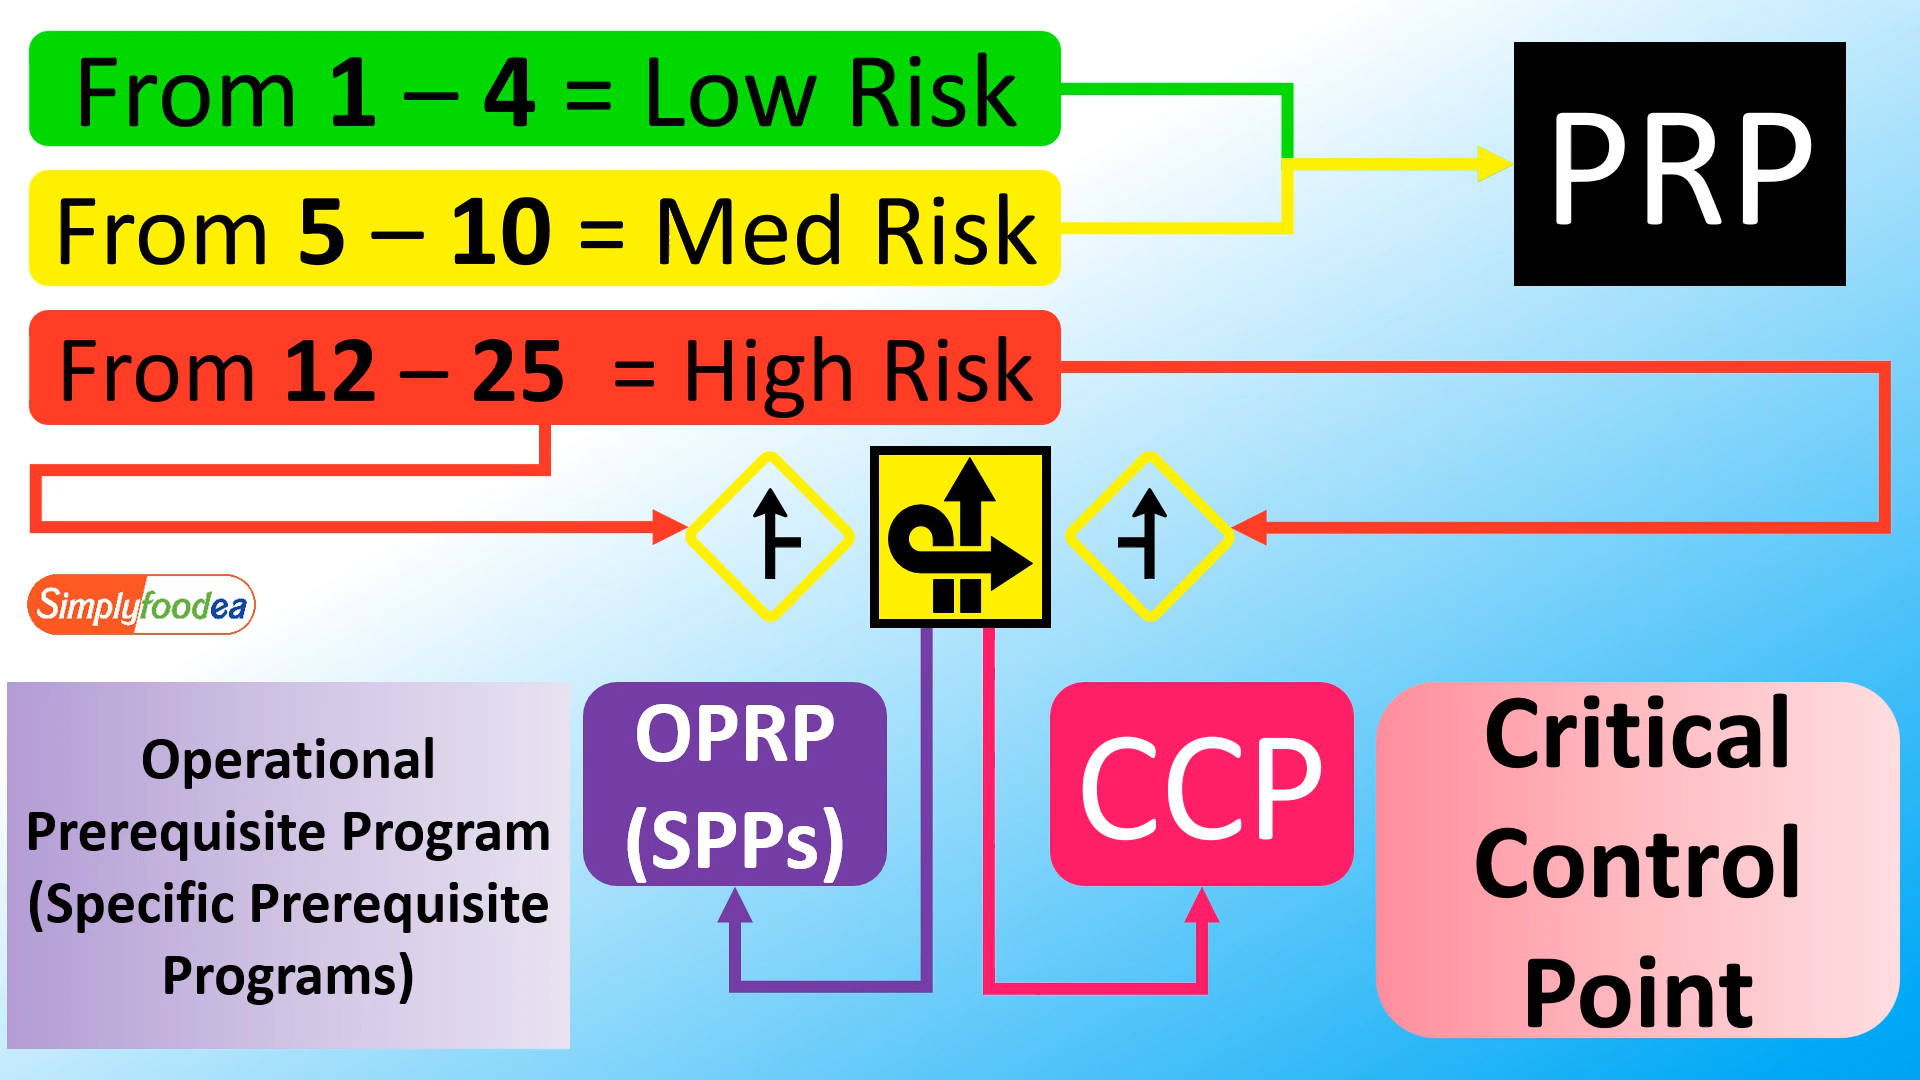 From 1 – 4 = Low Risk
PRP
From 5 – 10 = Med Risk
From 12 – 25 = High Risk
Simplyfoodea
Operational
Prerequisite Program
(Specific Prerequisite
Programs)
OPRP
(SPPs)
CCP
Critical
Control
Point